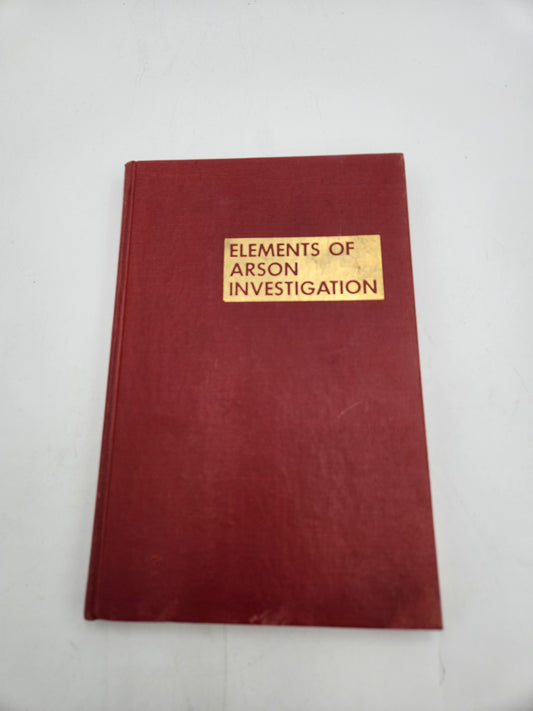 ELEMENTS OF
ARSON
INVESTIGATION